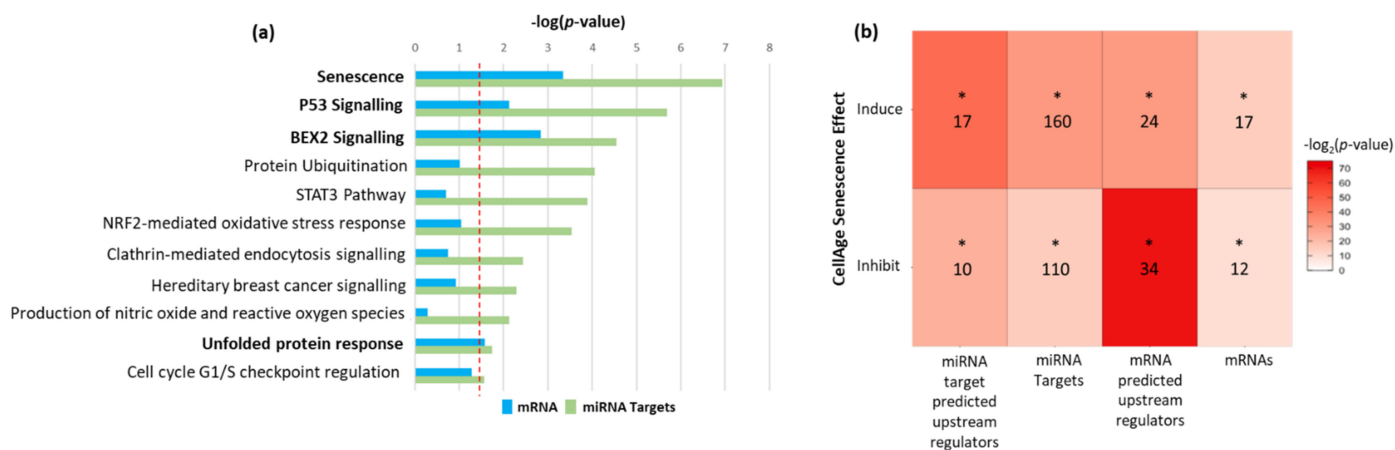 (a)
-log(p-value)
0 1 2 3 4 5 6 7 8
Senescence
P53 Signalling
BEX2 Signalling
Protein Ubiquitination
STAT3 Pathway
NRF2-mediated oxidative stress response
Clathrin-mediated endocytosis signalling
Hereditary breast cancer signalling
Production of nitric oxide and reactive oxygen species
Unfolded protein response
Cell cycle G1/S checkpoint regulation
mRNA miRNA Targets
(b)
CellAge Senescence Effect
Induce
* * * *
17 160 24 17
Inhibit
* * * *
10 110 34 12
miRNA
target
predicted
upstream
regulators
miRNA
Targets
mRNA
predicted
upstream
regulators
mRNAs
-log2(p-value)
70
60
50
40
30
20
10
0